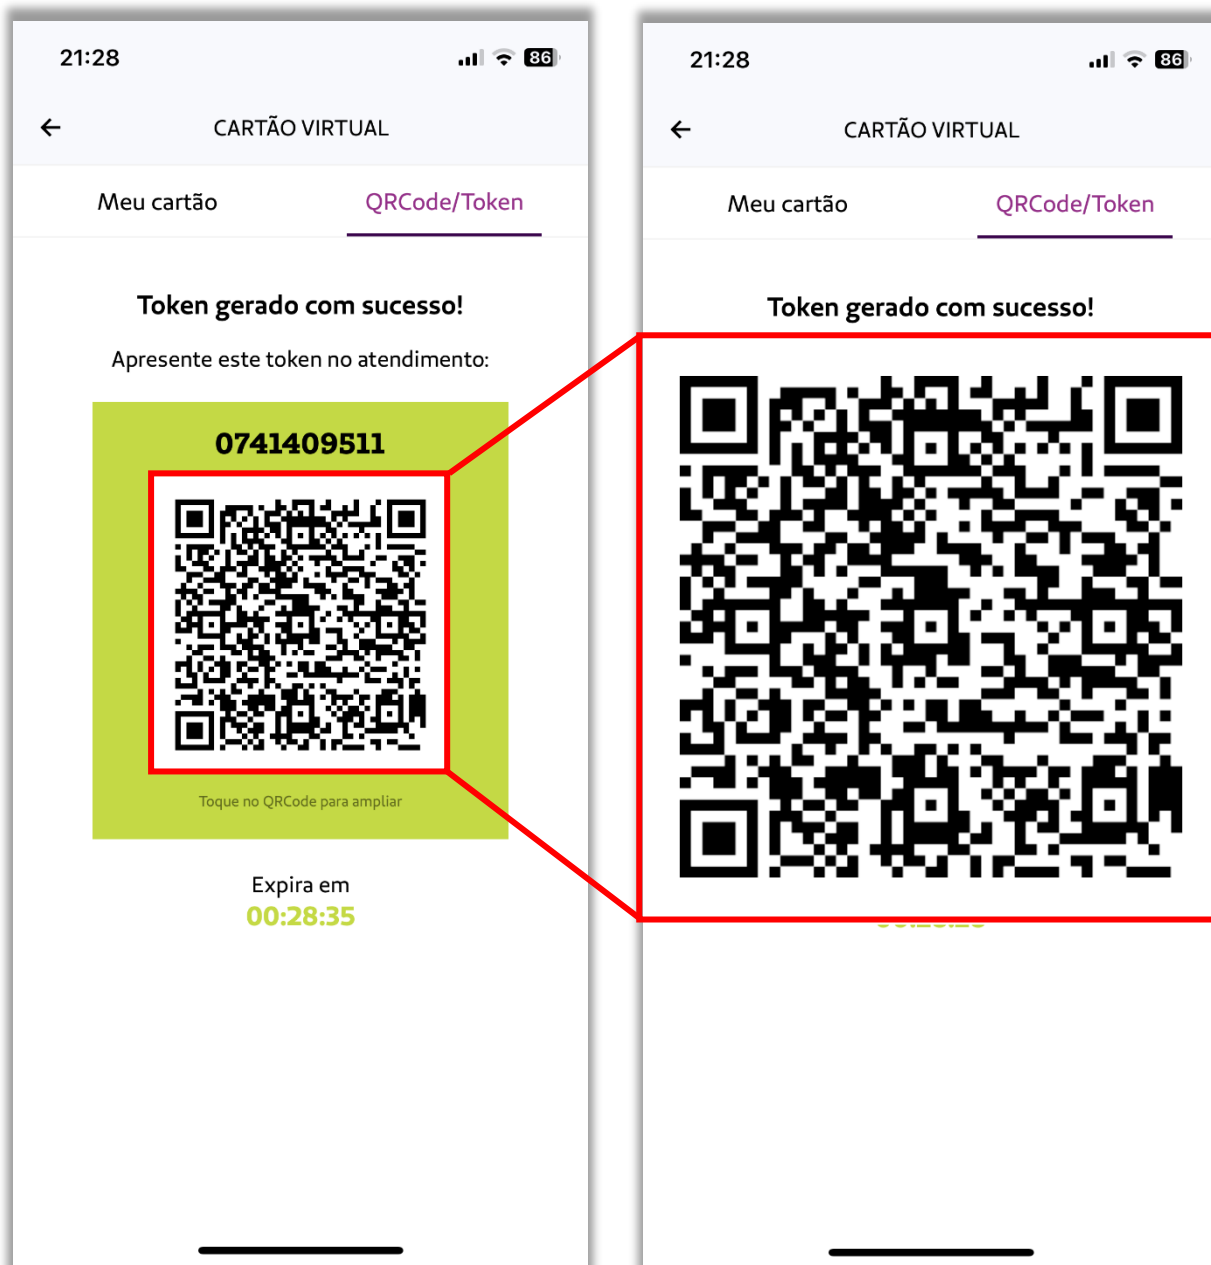 21:28
86
CARTÃO VIRTUAL
Meu cartão
QRCode/Token
Token gerado com sucesso!
Apresente este token no atendimento:
0741409511
Toque no QRCode para ampliar
Expira em
00:28:35
21:28
86
CARTÃO VIRTUAL
Meu cartão
QRCode/Token
Token gerado com sucesso!